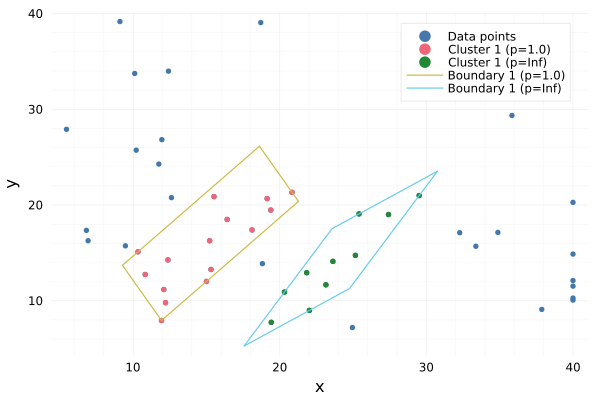 40
30
20
10
y
10
20
30
40
x
Data points
Cluster 1 (p=1.0)
Cluster 1 (p=Inf)
Boundary 1 (p=1.0)
Boundary 1 (p=Inf)